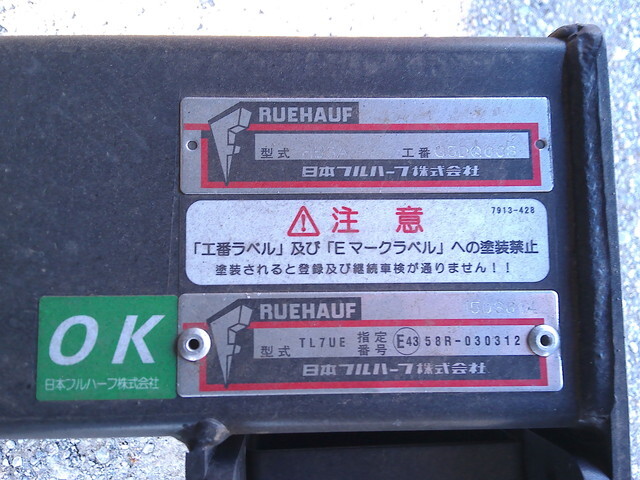 RUEHAUF
型式 工番
日本フルハーフ株式会社
注意
7913-428
「工番ラベル」及び「Eマークラベル」への塗装禁止
塗装されると登録及び継続車検が通りません!!
RUEHAUF
型式 TL7UE 指定番号 E43 58R-030312
日本フルハーフ株式会社
OK
日本フルハーフ株式会社